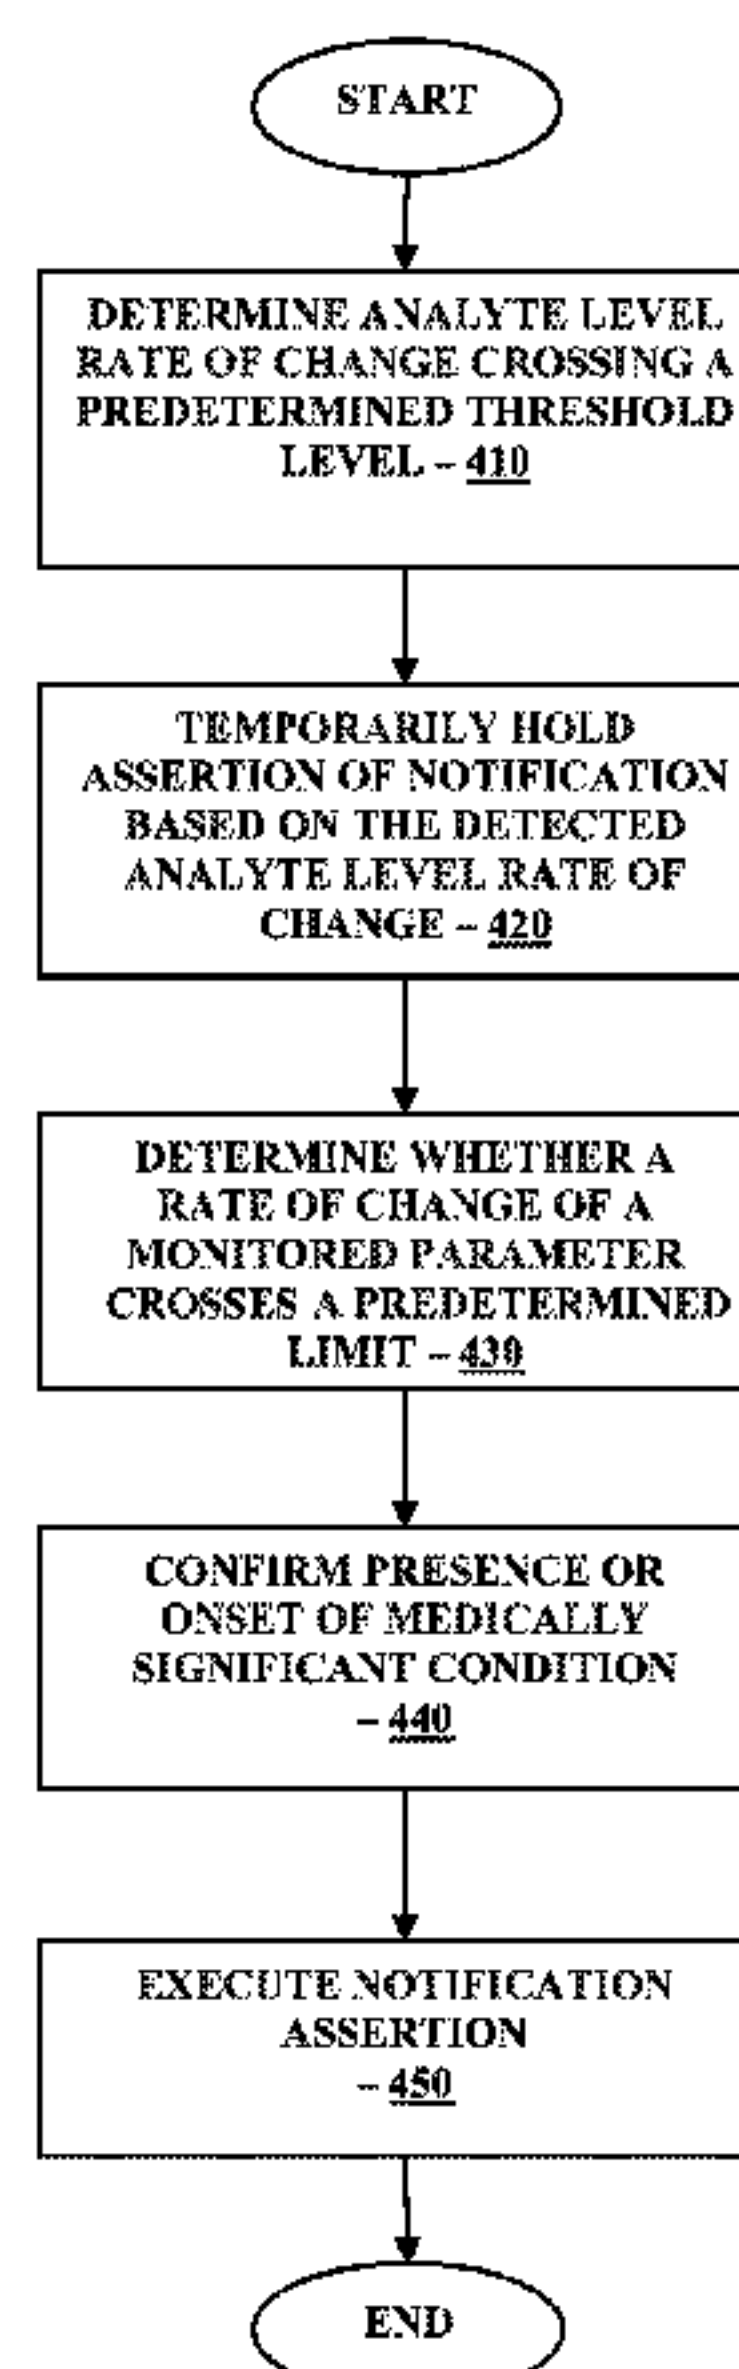 START
DETERMINE ANALYTE LEVEL
RATE OF CHANGE CROSSING A
PREDETERMINED THRESHOLD
LEVEL – 410
TEMPORARILY HOLD
ASSERTION OF NOTIFICATION
BASED ON THE DETECTED
ANALYTE LEVEL RATE OF
CHANGE – 420
DETERMINE WHETHER A
RATE OF CHANGE OF A
MONITORED PARAMETER
CROSSES A PREDETERMINED
LIMIT – 430
CONFIRM PRESENCE OR
ONSET OF MEDICALLY
SIGNIFICANT CONDITION
– 440
EXECUTE NOTIFICATION
ASSERTION
– 450
END